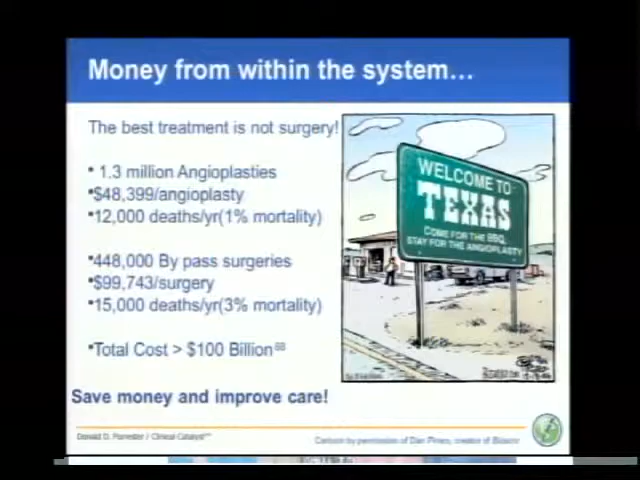 Money from within the system...
The best treatment is not surgery!
• 1.3 million Angioplasties
•$48,399/angioplasty
•12,000 deaths/yr(1% mortality)
•448,000 By pass surgeries
•$99,743/surgery
•15,000 deaths/yr(3% mortality)
•Total Cost > $100 Billion
Save money and improve care!
WELCOME TO
TEXAS
COME FOR THE BBQ,
STAY FOR THE ANGIOPLASTY
Donald D. / Clinical Catalyst
Cartoon by permission of Dan Piraro, creator of Bizarro